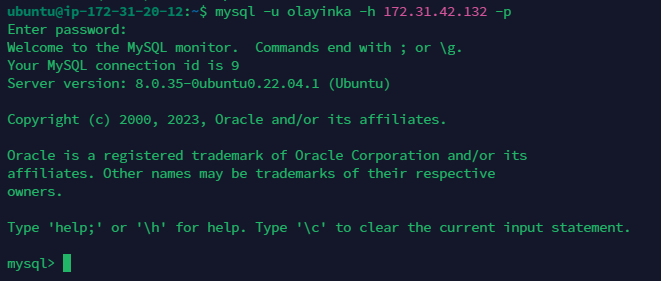 ubuntu@ip-172-31-20-12:~$ mysql -u olayinka -h 172.31.42.132 -p
Enter password:
Welcome to the MySQL monitor.  Commands end with ; or \g.
Your MySQL connection id is 9
Server version: 8.0.35-0ubuntu0.22.04.1 (Ubuntu)
Copyright (c) 2000, 2023, Oracle and/or its affiliates.
Oracle is a registered trademark of Oracle Corporation and/or its
affiliates. Other names may be trademarks of their respective
owners.
Type 'help;' or '\h' for help. Type '\c' to clear the current input statement.
mysql>